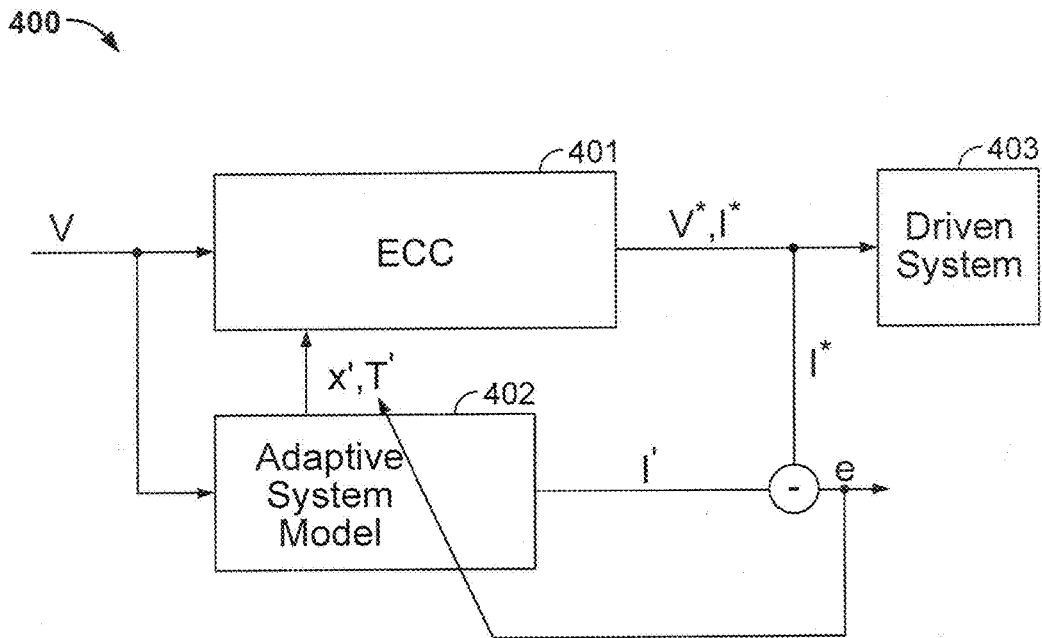 400
401
403
V
ECC
V*,I*
Driven
System
x',T'
402
I*
Adaptive
System
Model
I'
-
e